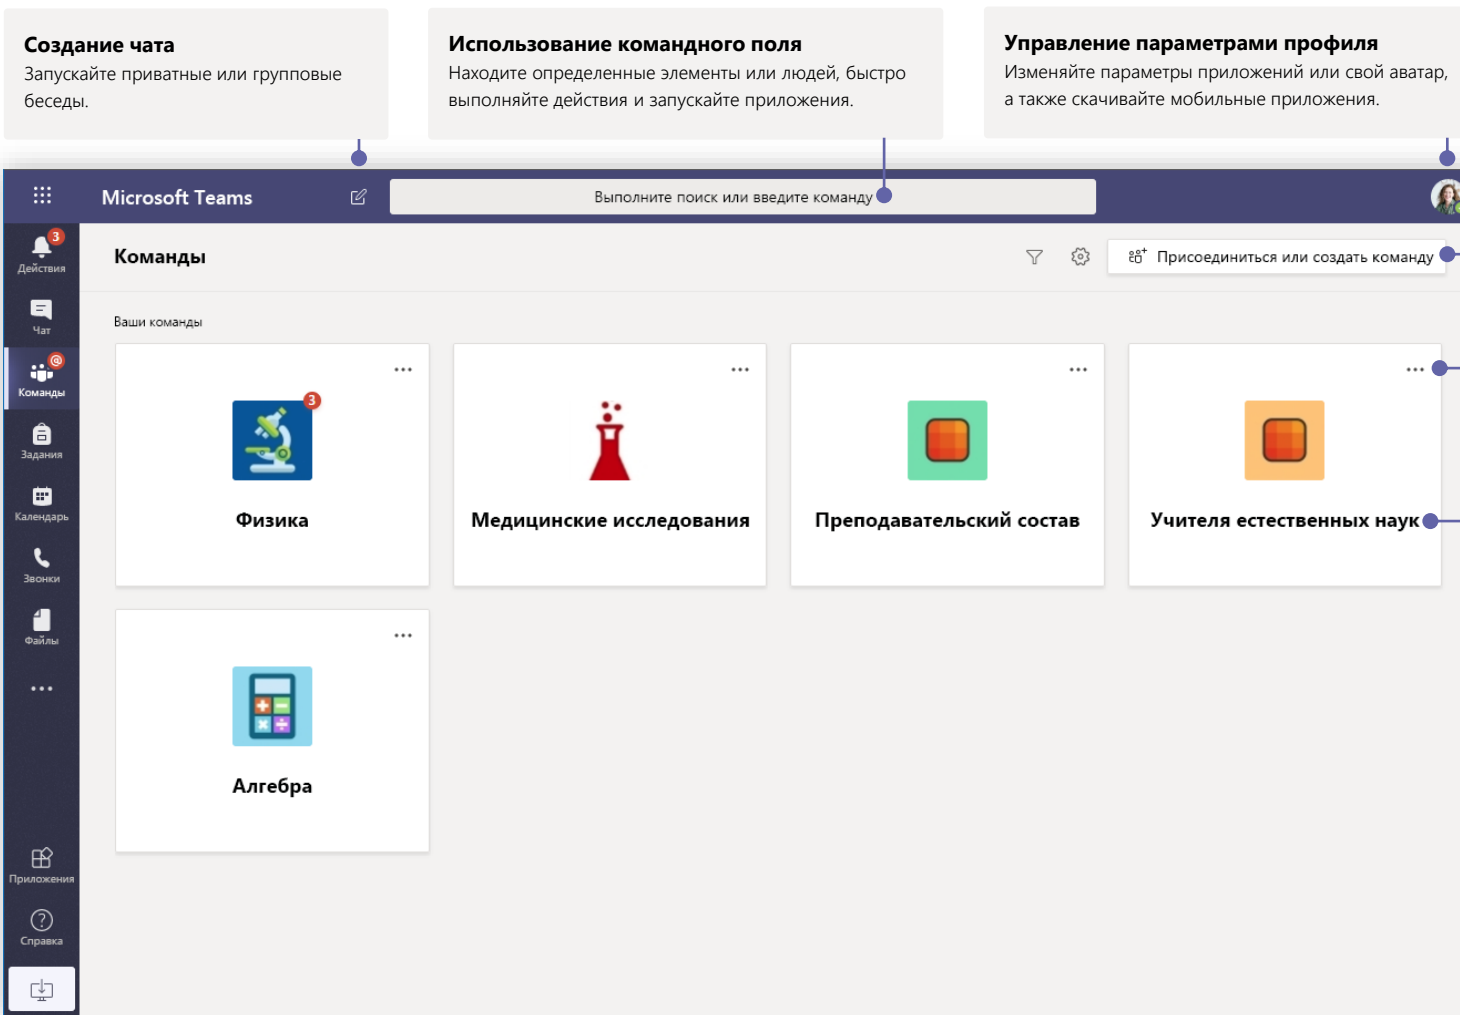 Создание чата
Запускайте приватные или групповые
беседы.
Использование командного поля
Находите определенные элементы или людей, быстро
выполняйте действия и запускайте приложения.
Управление параметрами профиля
Изменяйте параметры приложений или свой аватар,
а также скачивайте мобильные приложения.
Microsoft Teams
Выполните поиск или введите команду
3
Действия
Чат
@
Команды
Задания
Календарь
Звонки
Файлы
Приложения
Справка
Команды
Присоединиться или создать команду
Ваши команды
3
Физика
Медицинские исследования
Преподавательский состав
Учителя естественных наук
Алгебра